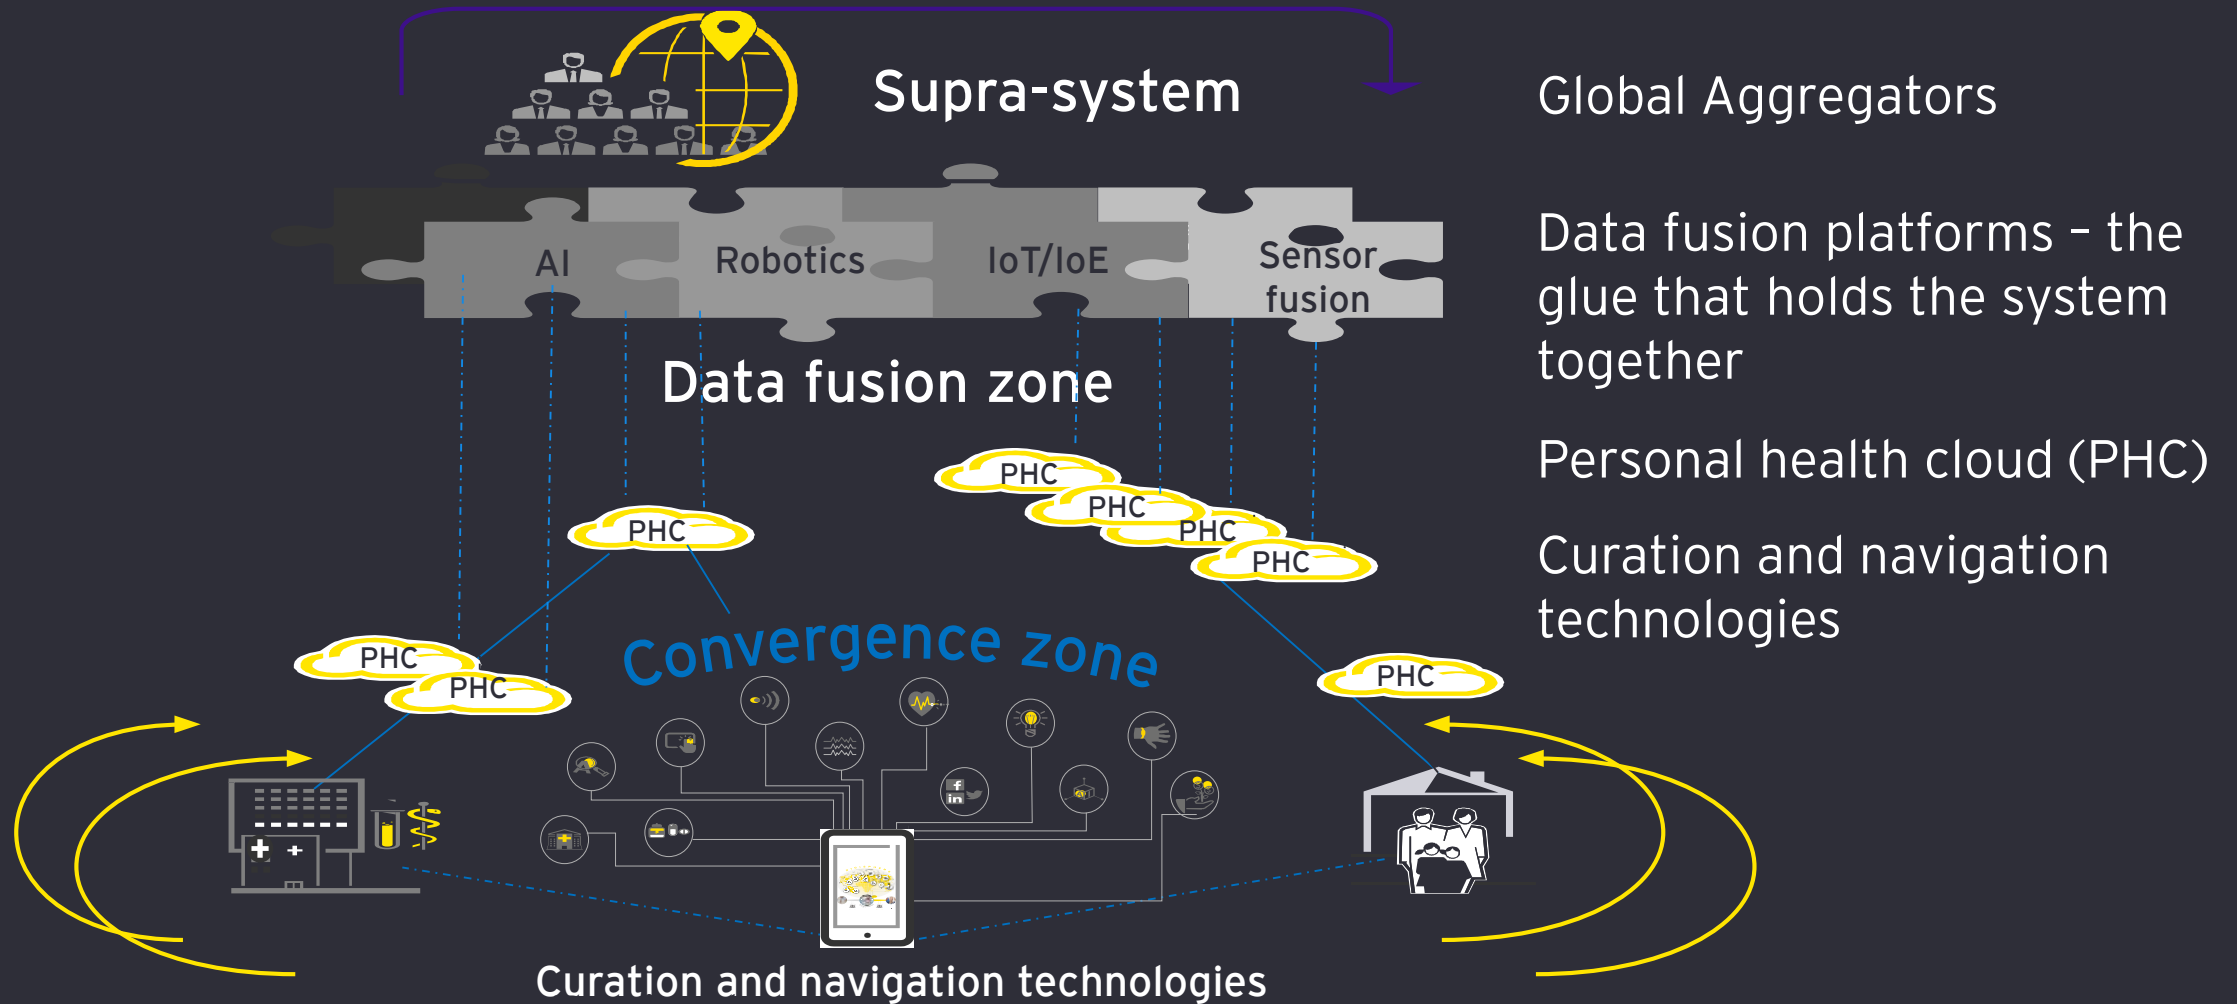 Supra-system
Global Aggregators
AI
Robotics
IoT/IoE
Sensor
fusion
Data fusion platforms – the
glue that holds the system
together
Data fusion zone
Personal health cloud (PHC)
PHC
PHC
PHC
PHC
PHC
Curation and navigation
technologies
Convergence zone
PHC
PHC
PHC
f
in
Curation and navigation technologies